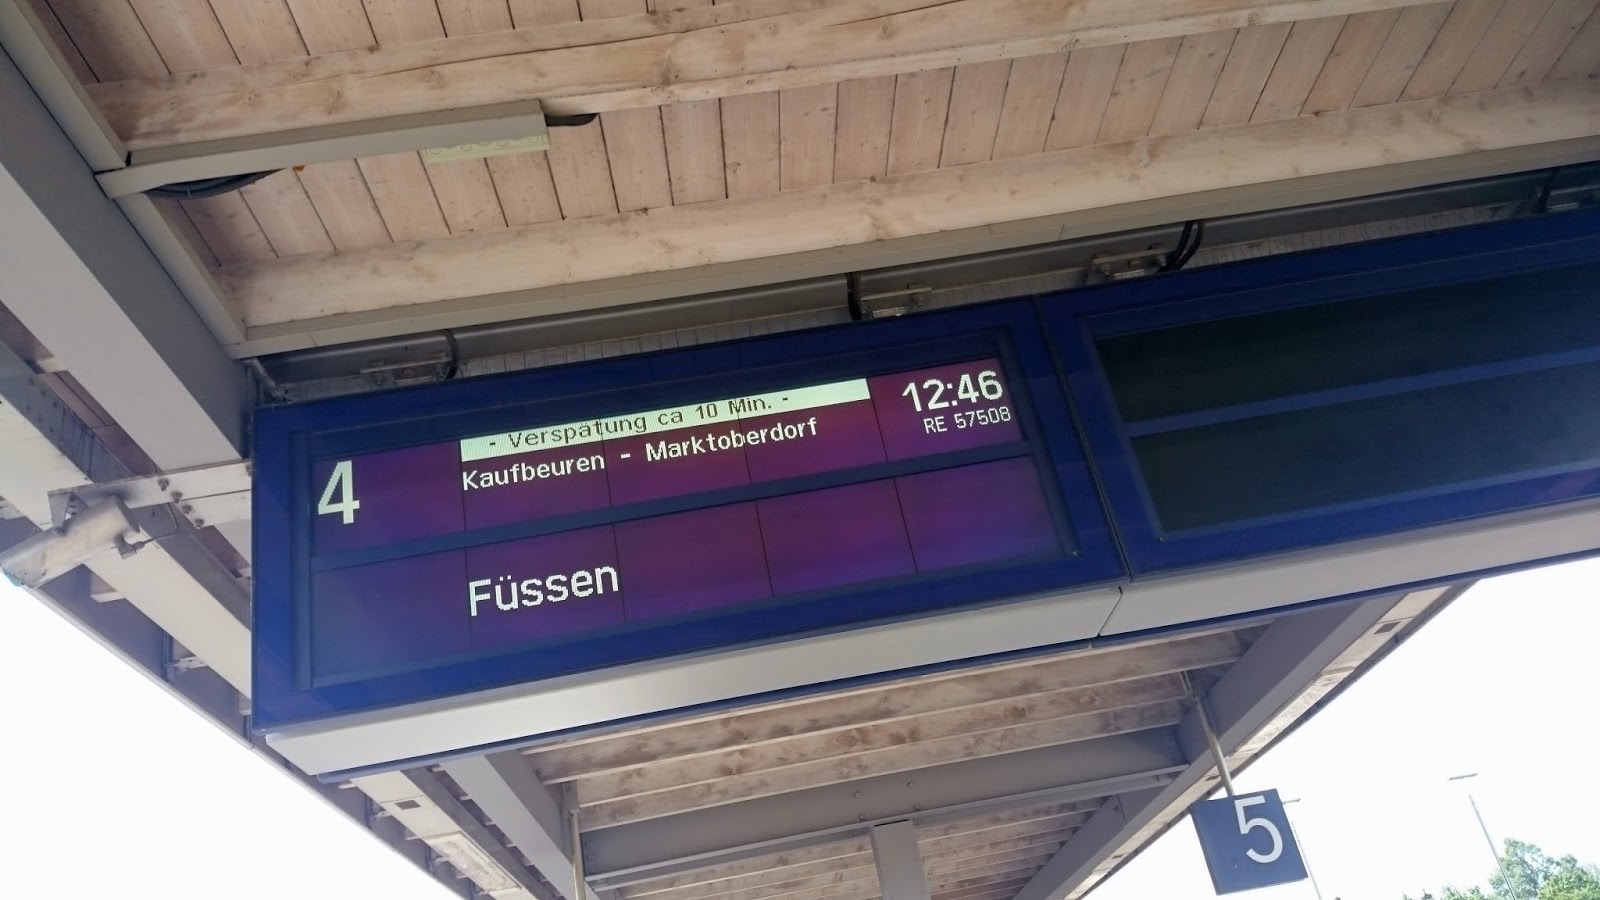 - Verspätung ca 10 Min. -
12:46
4
Kaufbeuren - Marktoberdorf
RE 57508
Füssen
5